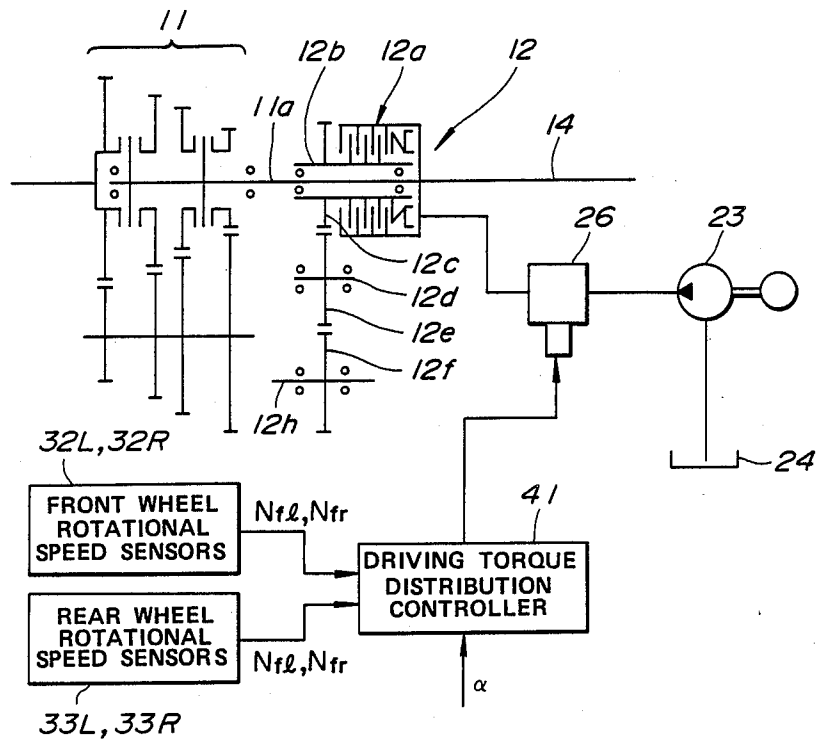 11
12b
12a
12
11a
14
26
23
12c
12d
12e
12f
12h
24
32L, 32R
FRONT WHEEL
ROTATIONAL
SPEED SENSORS
Nfℓ, Nfr
41
DRIVING TORQUE
DISTRIBUTION
CONTROLLER
REAR WHEEL
ROTATIONAL
SPEED SENSORS
Nfℓ, Nfr
α
33L, 33R